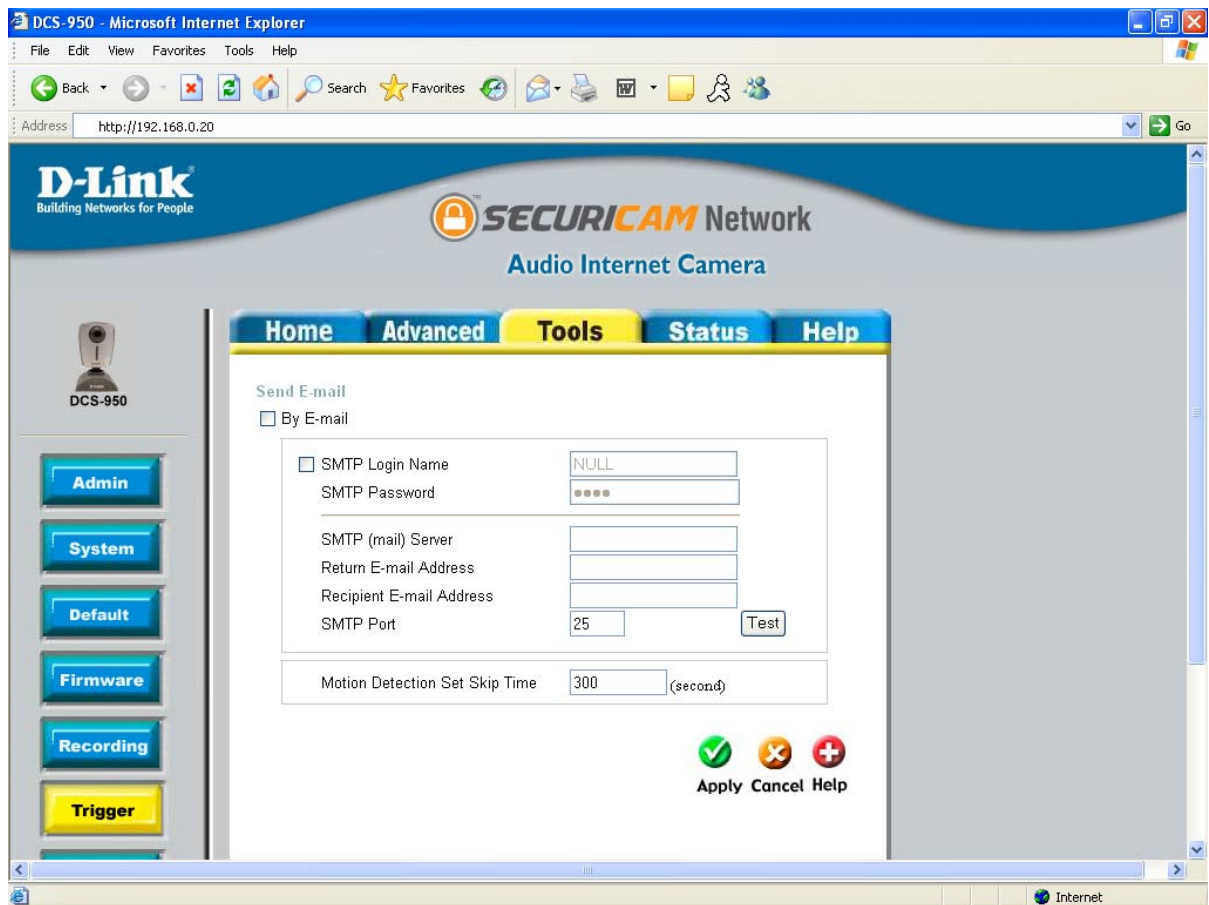 DCS-950 - Microsoft Internet Explorer
File Edit View Favorites Tools Help
Back Search Favorites
Address http://192.168.0.20 Go
D-Link
Building Networks for People
SECURICAM Network
Audio Internet Camera
DCS-950
Home Advanced Tools Status Help
Admin
System
Default
Firmware
Recording
Trigger
Send E-mail
By E-mail
SMTP Login Name NULL
SMTP Password ●●●●
SMTP (mail) Server
Return E-mail Address
Recipient E-mail Address
SMTP Port 25 Test
Motion Detection Set Skip Time 300 (second)
Apply Cancel Help
Internet